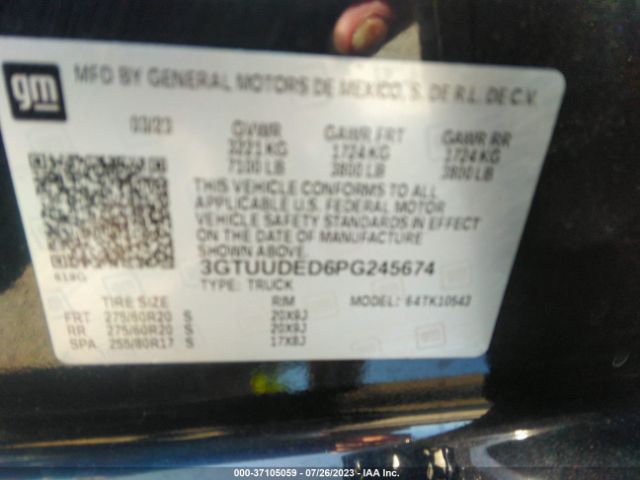 gm
MFD BY GENERAL MOTORS DE MEXICO, S. DE R.L. DE C.V.
03/23 GVWR GAWR FRT GAWR RR
3221 KG 1724 KG 1724 KG
7100 LB 3800 LB 3800 LB
THIS VEHICLE CONFORMS TO ALL
APPLICABLE U.S. FEDERAL MOTOR
VEHICLE SAFETY STANDARDS IN EFFECT
ON THE DATE OF MANUFACTURE
SHOWN ABOVE.
3GTUUDED6PG245674
TYPE: TRUCK
TIRE SIZE RIM MODEL: 64TK10543
FRT 275/60R20 S 20X9J
RR 275/60R20 S 20X9J
SPA 255/80R17 S 17X8J
000-37105059 - 07/26/2023 - IAA Inc.